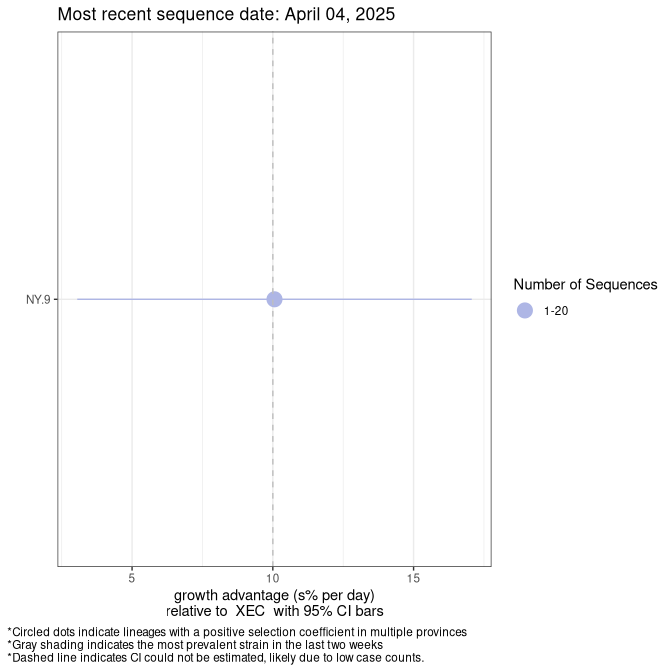 Most recent sequence date: April 04, 2025
NY.9
Number of Sequences
1-20
5 10 15
growth advantage (s% per day)
relative to XEC with 95% CI bars
*Circled dots indicate lineages with a positive selection coefficient in multiple provinces
*Gray shading indicates the most prevalent strain in the last two weeks
*Dashed line indicates CI could not be estimated, likely due to low case counts.